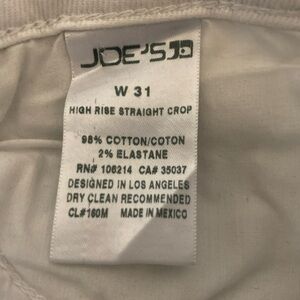 JOE'S
W 31
HIGH RISE STRAIGHT CROP
98% COTTON/COTON
2% ELASTANE
RN# 106214 CA# 35037
DESIGNED IN LOS ANGELES
DRY CLEAN RECOMMENDED
CL#160M MADE IN MEXICO